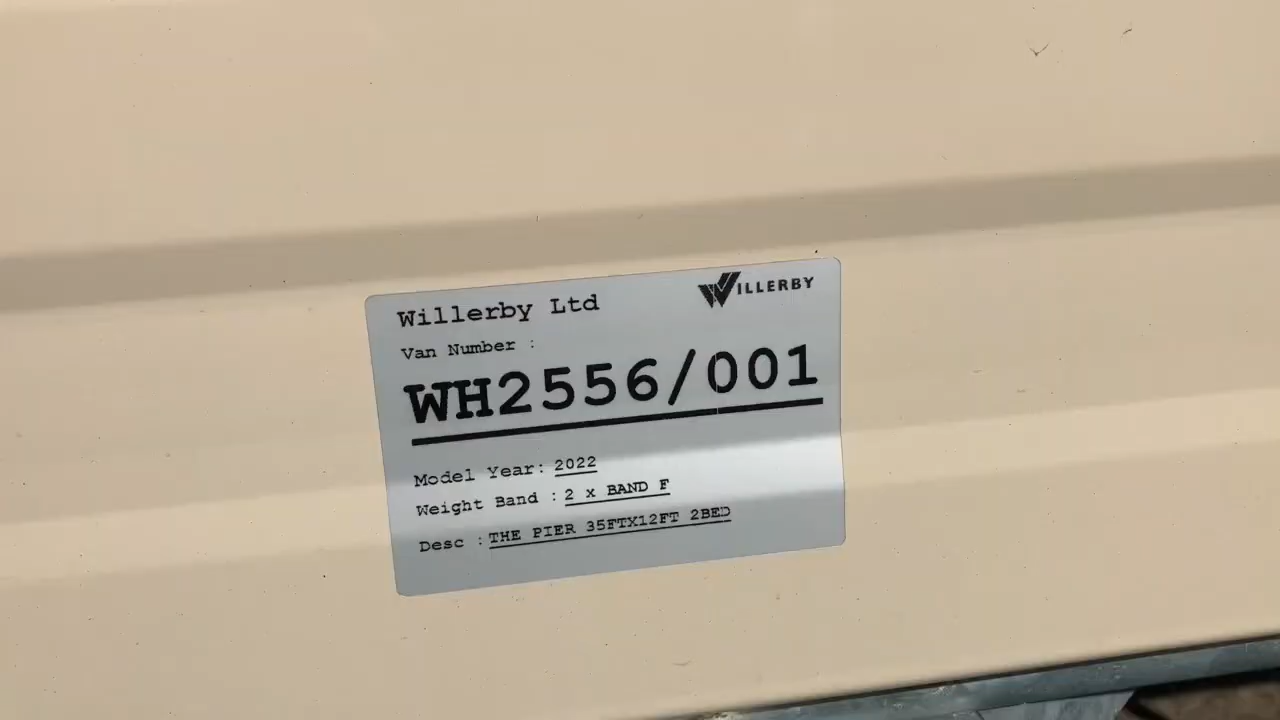 Willerby Ltd
WILLERBY
Van Number :
WH2556/001
Model Year: 2022
Weight Band : 2 x BAND F
Desc : THE PIER 35FTX12FT 2BED